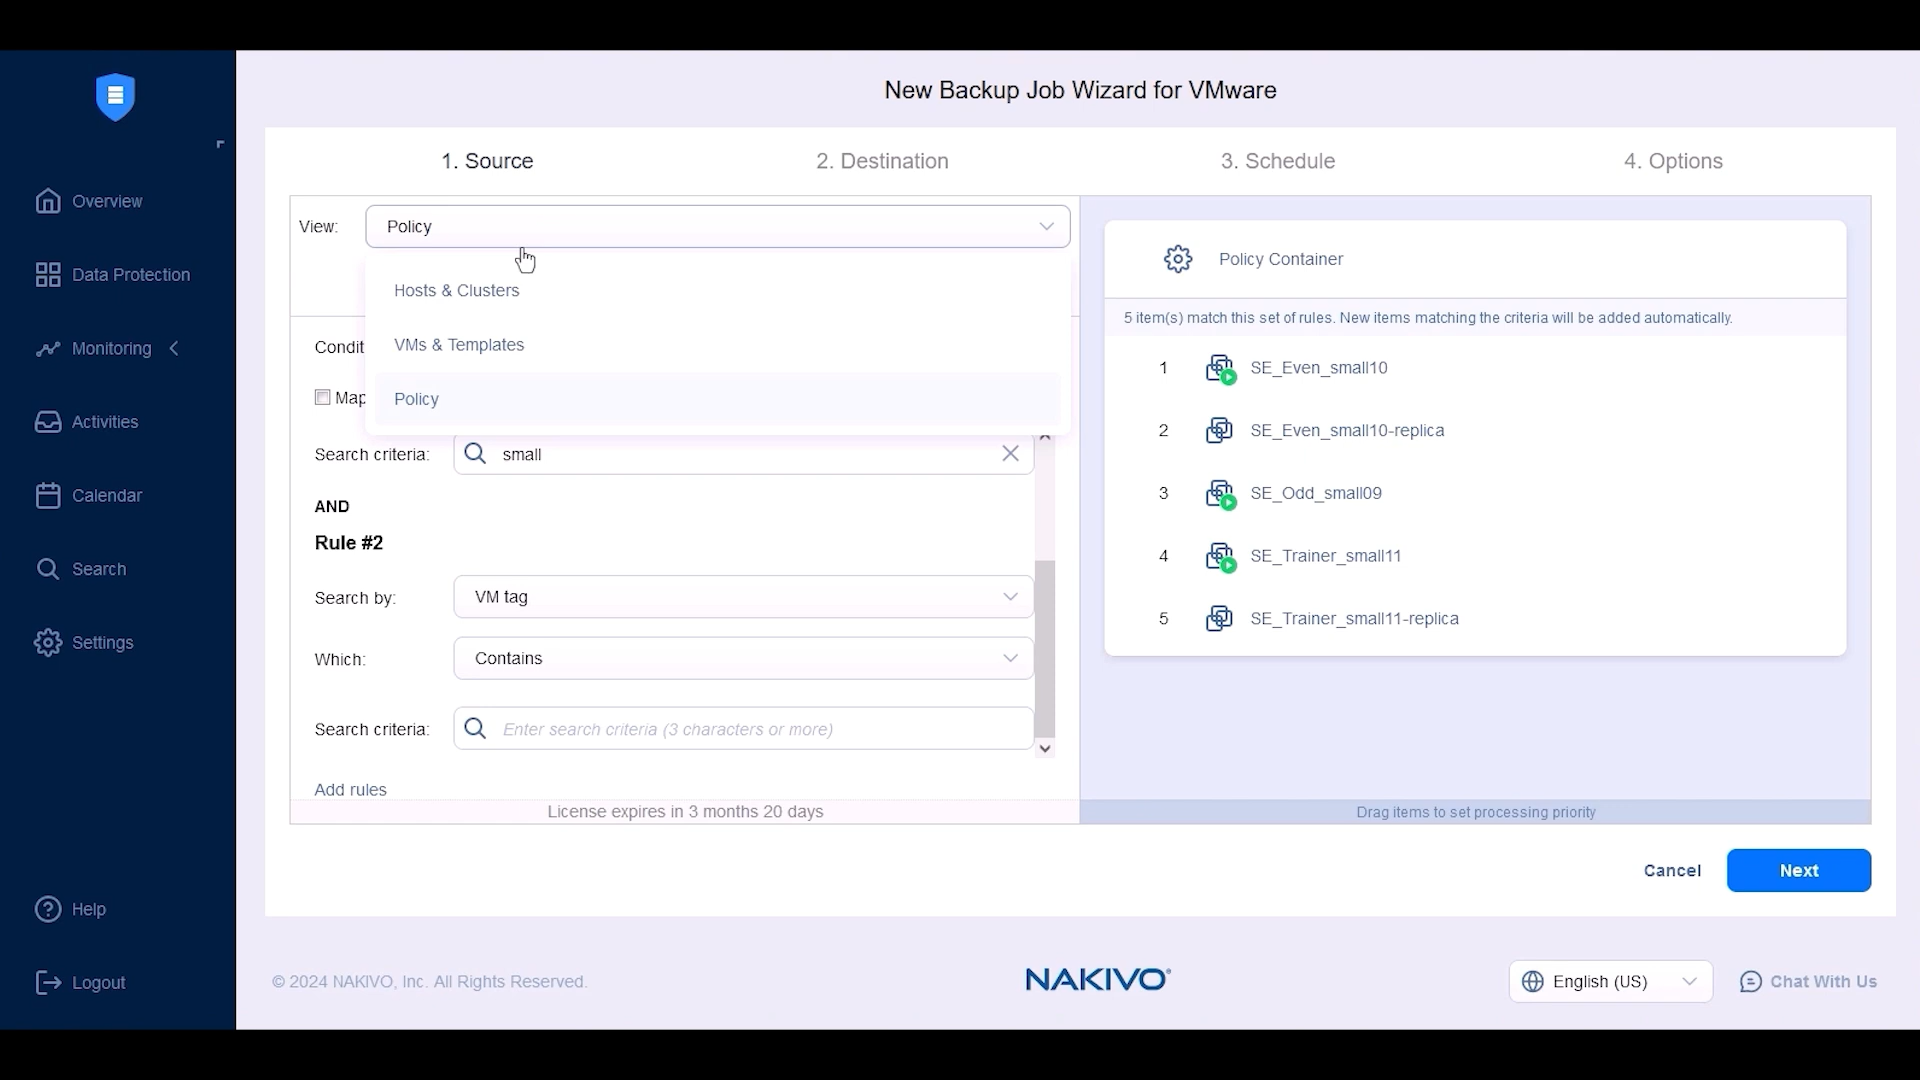 New Backup Job Wizard for VMware
Overview
Data Protection
Monitoring
Activities
Calendar
Search
Settings
Help
Logout
1. Source
2. Destination
3. Schedule
4. Options
View:
Policy
Hosts & Clusters
VMs & Templates
Policy
Condit
Map
Search criteria:
small
AND
Rule #2
Search by:
VM tag
Which:
Contains
Search criteria:
Enter search criteria (3 characters or more)
Add rules
License expires in 3 months 20 days
Policy Container
5 item(s) match this set of rules. New items matching the criteria will be added automatically.
1 SE_Even_small10
2 SE_Even_small10-replica
3 SE_Odd_small09
4 SE_Trainer_small11
5 SE_Trainer_small11-replica
Drag items to set processing priority
Cancel
Next
© 2024 NAKIVO, Inc. All Rights Reserved.
NAKIVO®
English (US)
Chat With Us